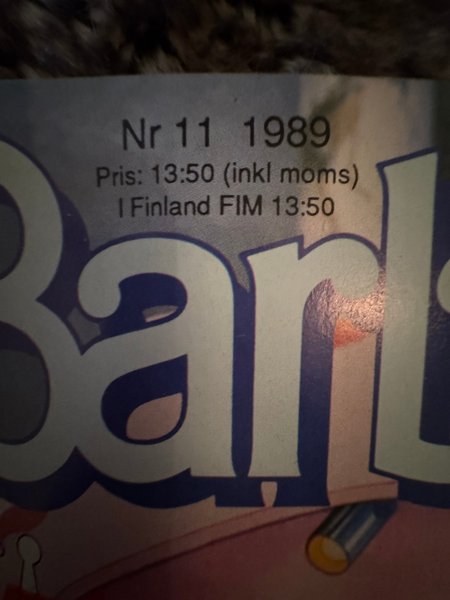 Nr 11 1989
Pris: 13:50 (inkl moms)
I Finland FIM 13:50
Barb